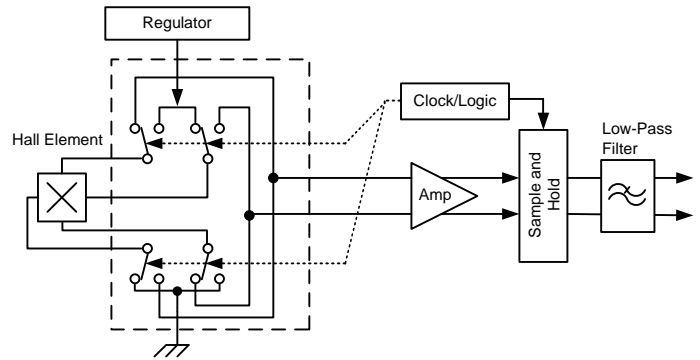 Regulator
Clock/Logic
Hall Element
Low-Pass
Filter
Amp
Sample and
Hold